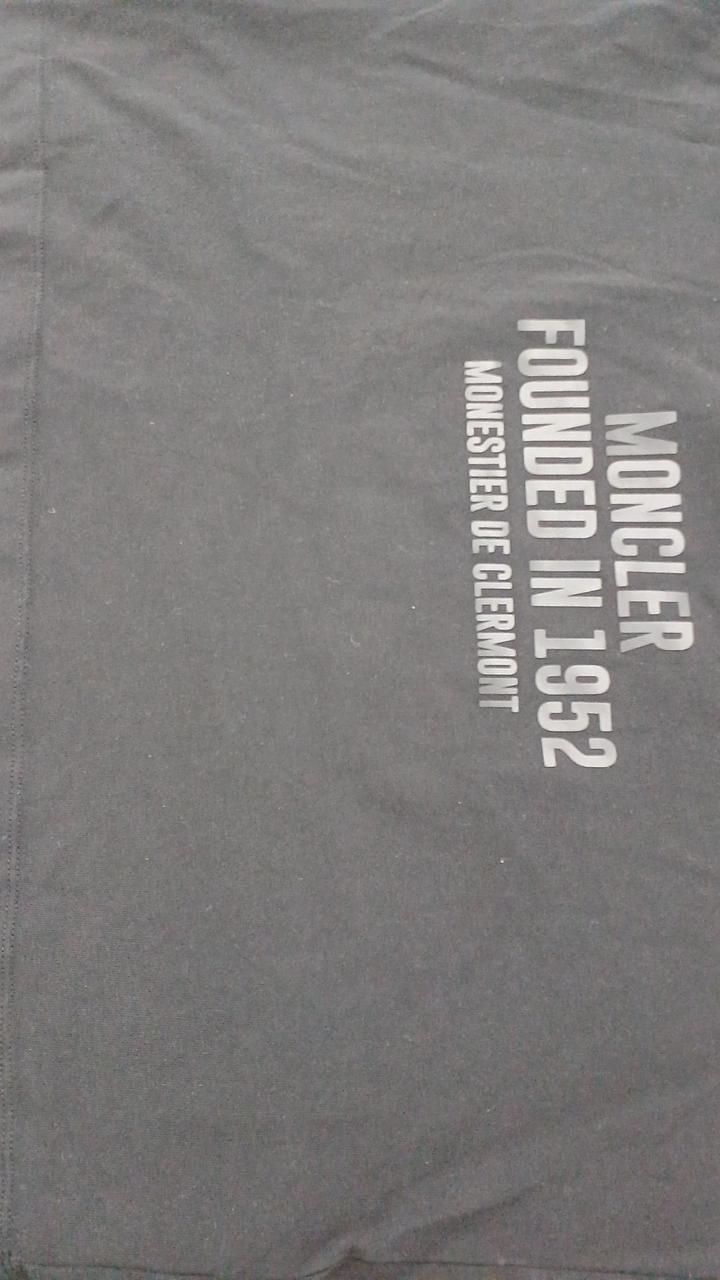 MONCLER
FOUNDED IN 1952
MONESTIER DE CLERMONT